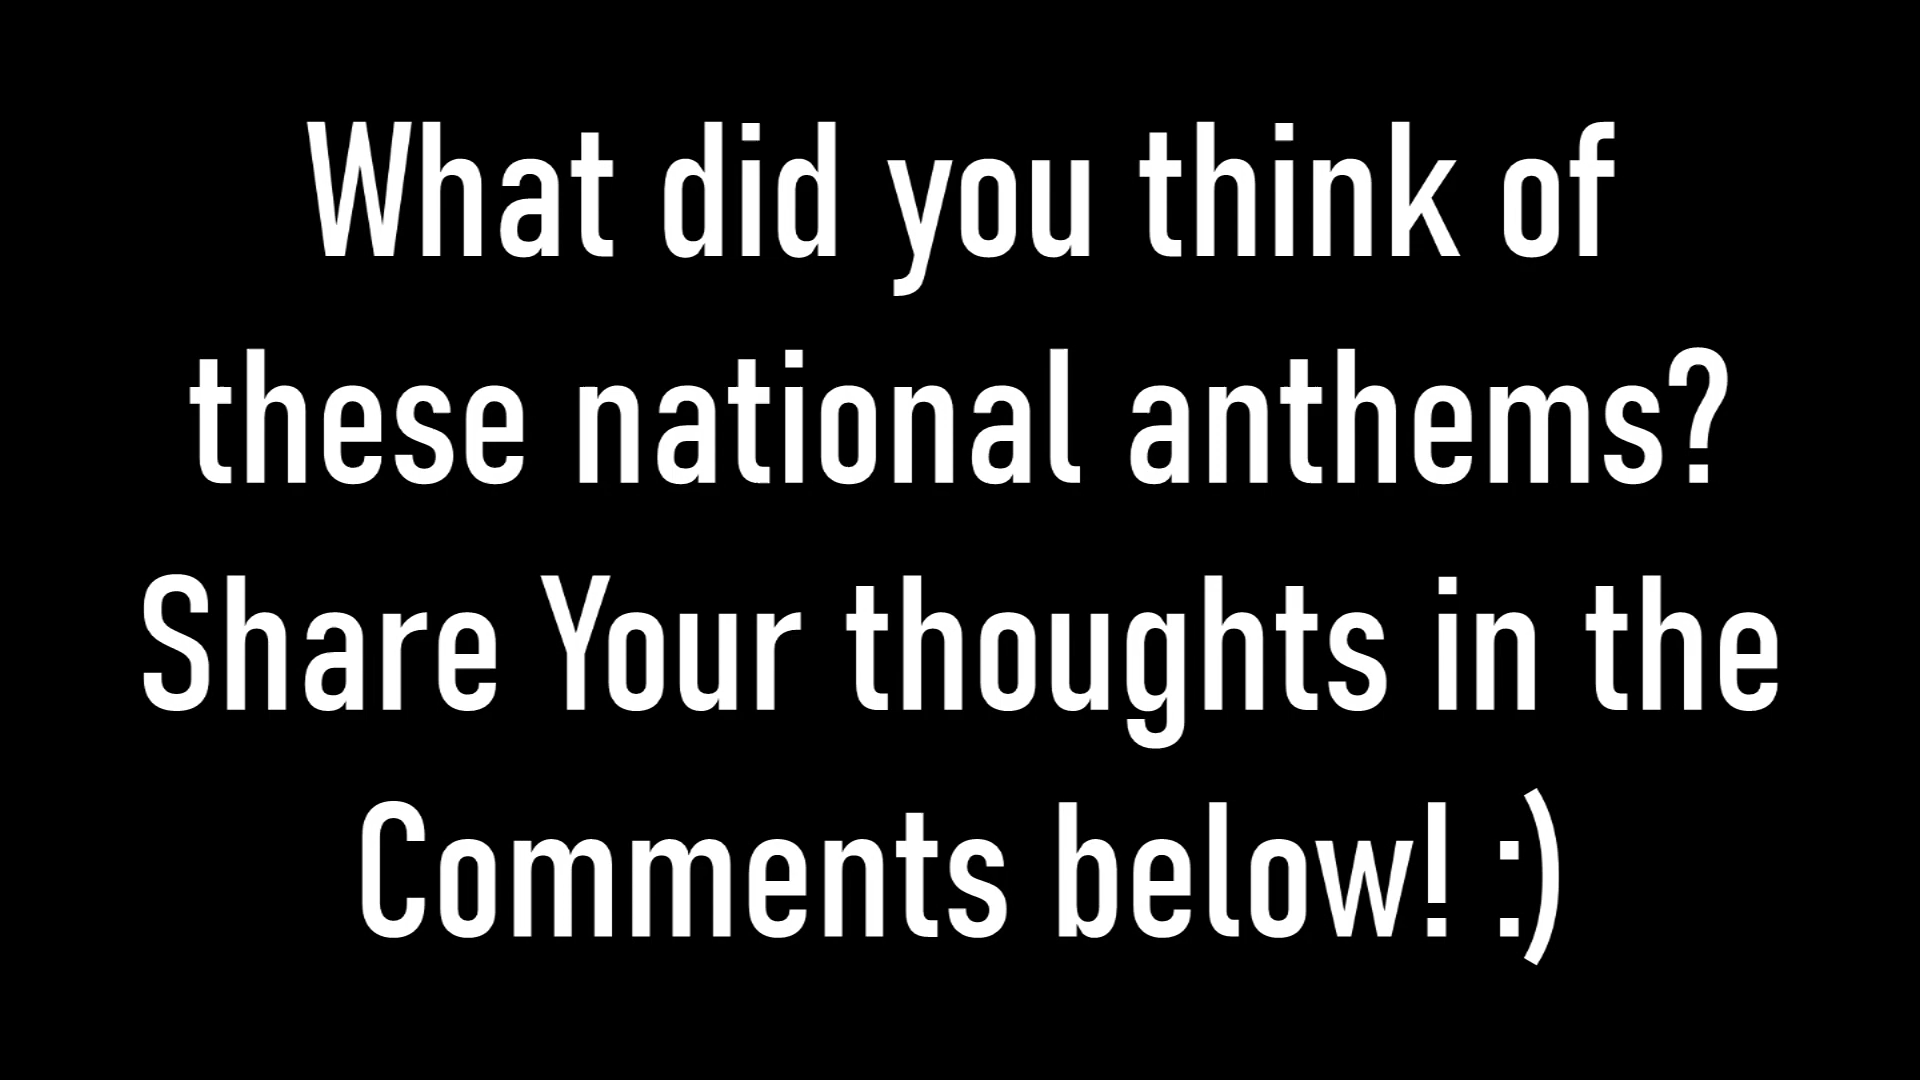 What did you think of
these national anthems?
Share Your thoughts in the
Comments below! :)